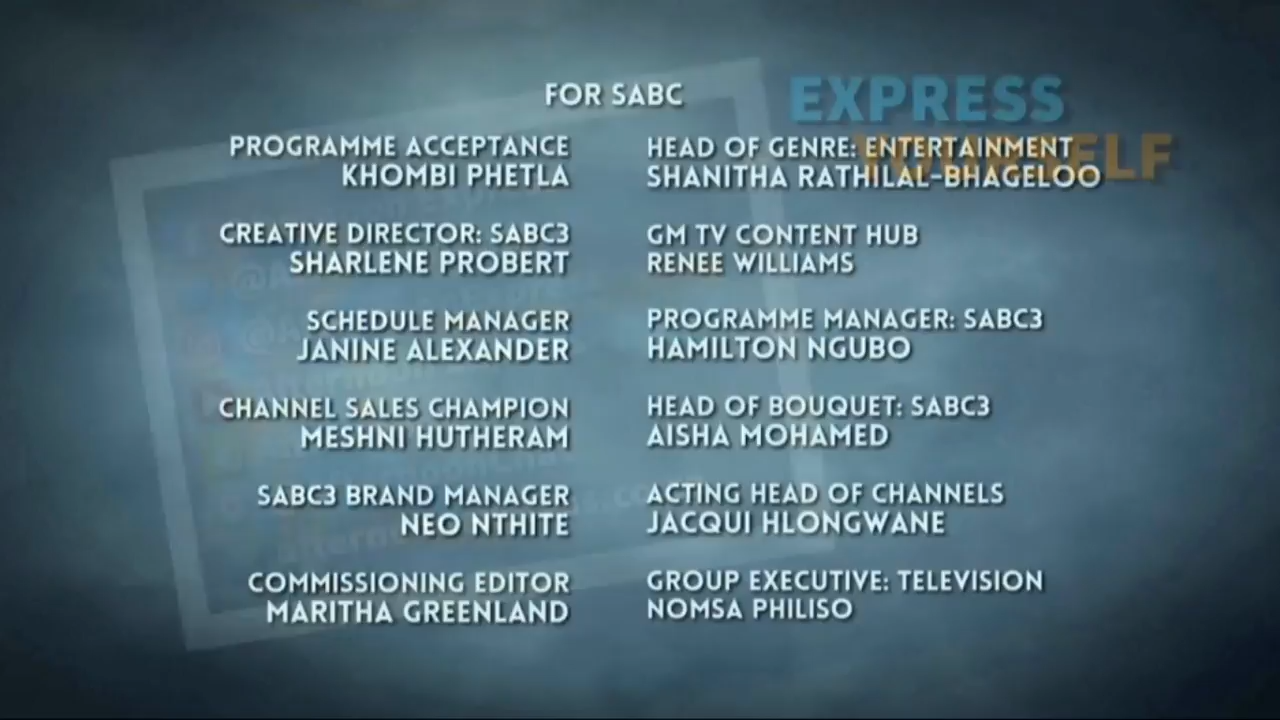 FOR SABC
EXPRESS
YOURSELF
PROGRAMME ACCEPTANCE
KHOMBI PHETLA
HEAD OF GENRE: ENTERTAINMENT
SHANITHA RATHILAL-BHAGELOO
CREATIVE DIRECTOR: SABC3
SHARLENE PROBERT
GM TV CONTENT HUB
RENEE WILLIAMS
SCHEDULE MANAGER
JANINE ALEXANDER
PROGRAMME MANAGER: SABC3
HAMILTON NGUBO
CHANNEL SALES CHAMPION
MESHNI HUTHERAM
HEAD OF BOUQUET: SABC3
AISHA MOHAMED
SABC3 BRAND MANAGER
NEO NTHITE
ACTING HEAD OF CHANNELS
JACQUI HLONGWANE
COMMISSIONING EDITOR
MARITHA GREENLAND
GROUP EXECUTIVE: TELEVISION
NOMSA PHILISO